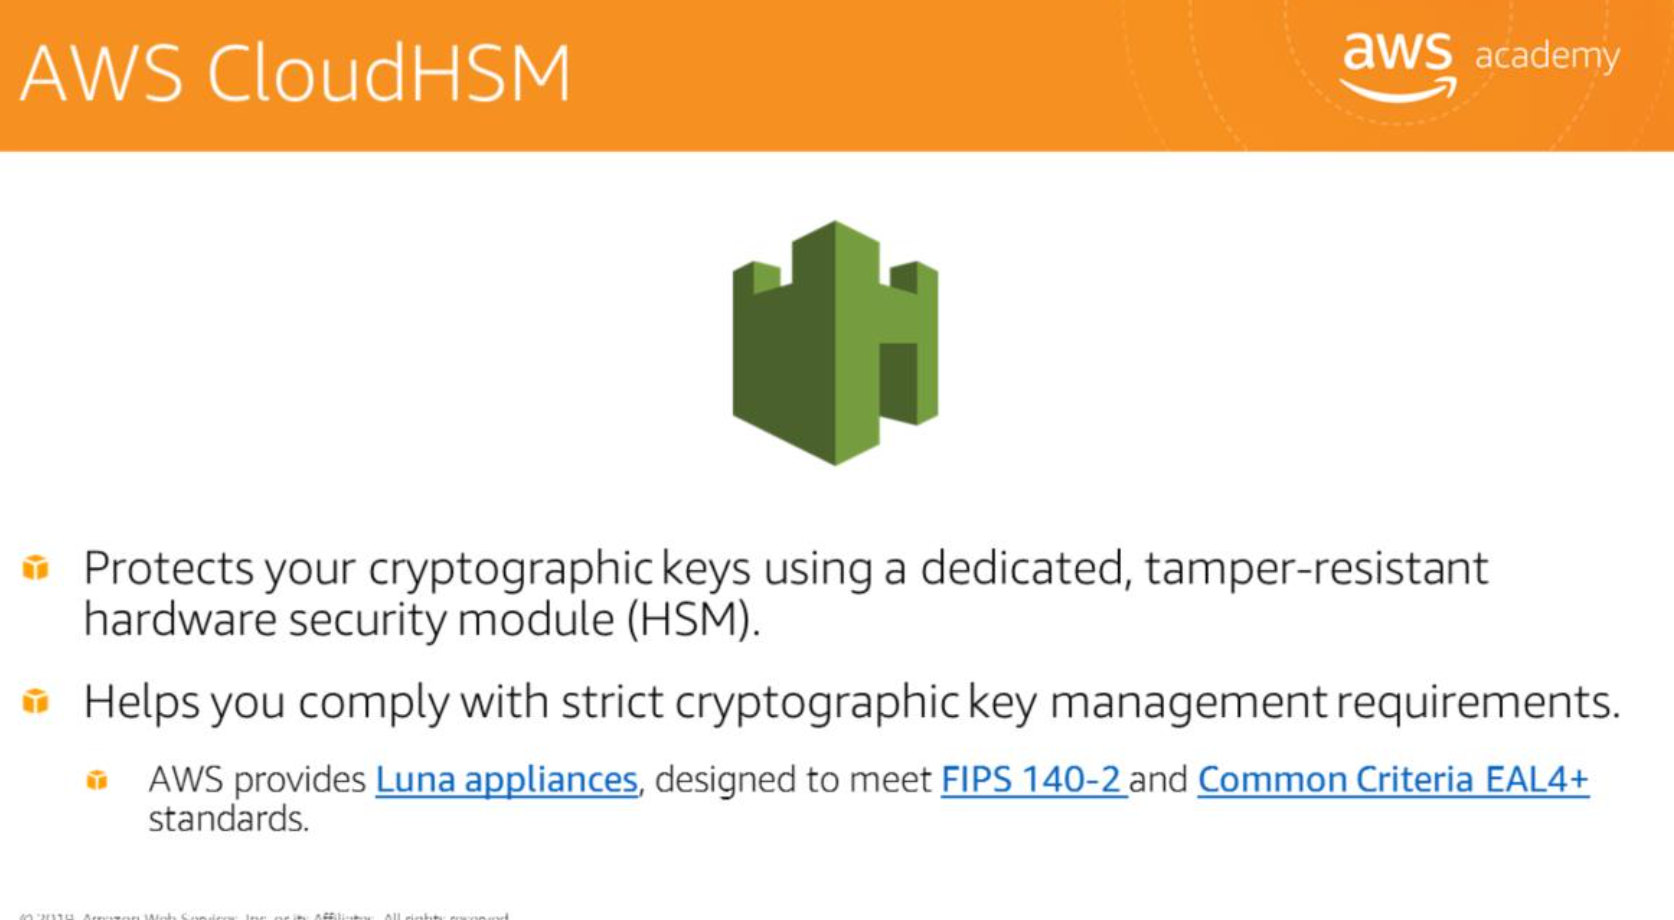 AWS CloudHSM
aws academy
Protects your cryptographic keys using a dedicated, tamper-resistant
hardware security module (HSM).
Helps you comply with strict cryptographic key management requirements.
AWS provides Luna appliances, designed to meet FIPS 140-2 and Common Criteria EAL4+
standards.
Amazon Web Services, Inc. or its Affiliates. All rights reserved.